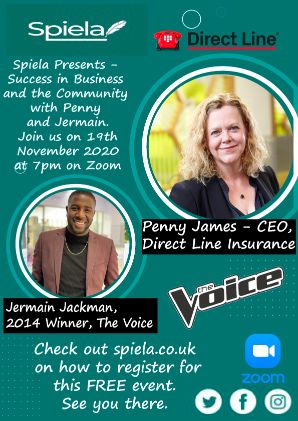 Spiela
Direct Line
Spiela Presents -
Success in Business
and the Community
with Penny
and Jermain.
Join us on 19th
November 2020
at 7pm on Zoom
Penny James - CEO,
Direct Line Insurance
Jermain Jackman,
2014 Winner, The Voice
the
Voice
Check out spiela.co.uk
on how to register for
this FREE event.
See you there.
zoom